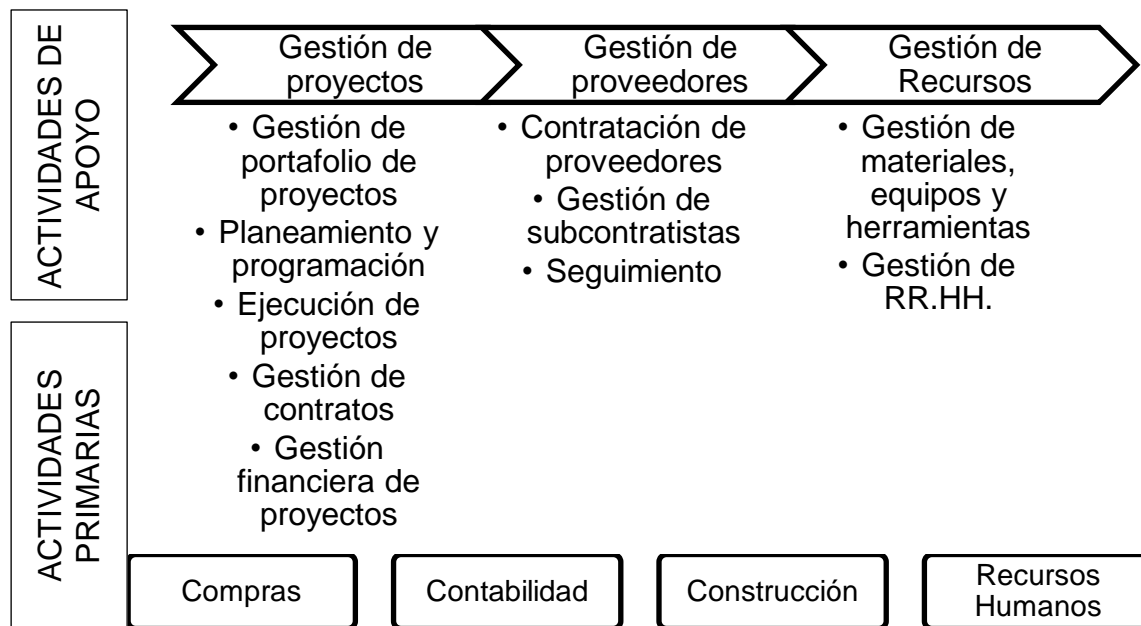 ACTIVIDADES DE
APOYO
Gestión de
proyectos
Gestión de
proveedores
Gestión de
Recursos
• Gestión de
portafolio de
proyectos
• Planeamiento y
programación
• Ejecución de
proyectos
• Gestión de
contratos
• Gestión
financiera de
proyectos
• Contratación de
proveedores
• Gestión de
subcontratistas
• Seguimiento
• Gestión de
materiales,
equipos y
herramientas
• Gestión de
RR.HH.
ACTIVIDADES
PRIMARIAS
Compras
Contabilidad
Construcción
Recursos
Humanos